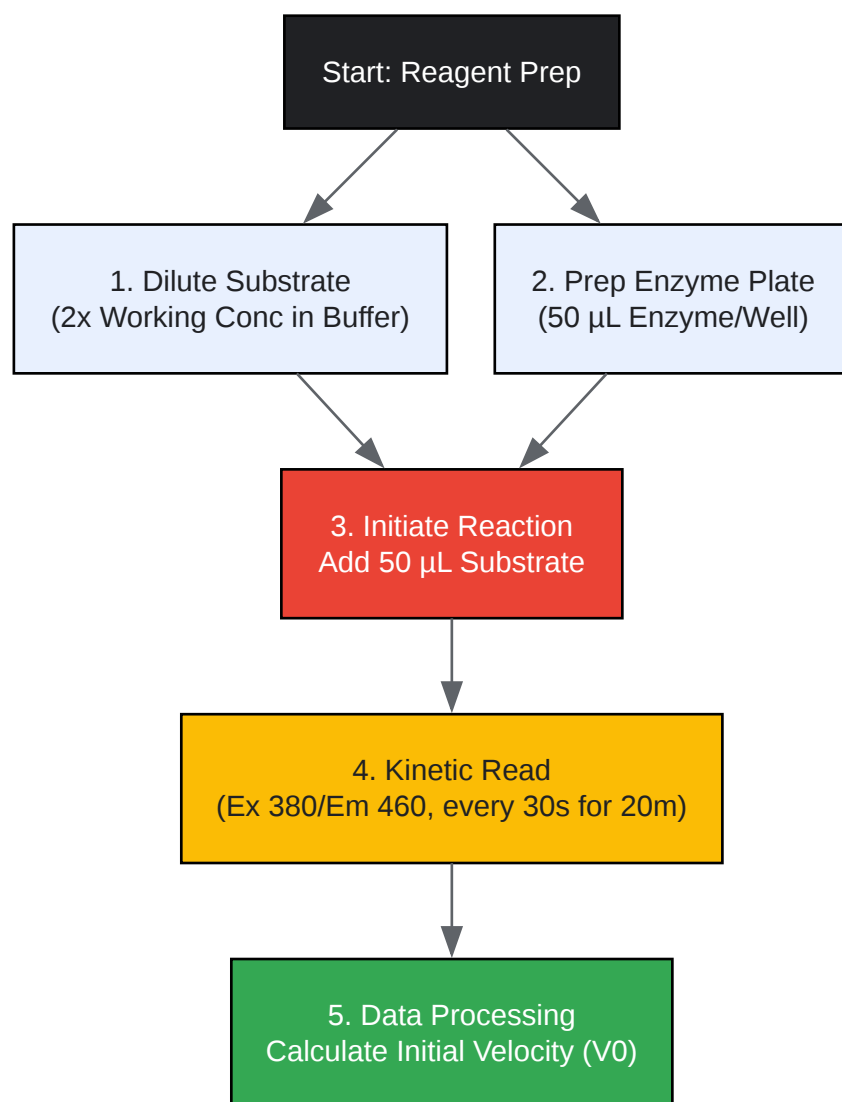 Start: Reagent Prep
1. Dilute Substrate
(2x Working Conc in Buffer)
2. Prep Enzyme Plate
(50 µL Enzyme/Well)
3. Initiate Reaction
Add 50 µL Substrate
4. Kinetic Read
(Ex 380/Em 460, every 30s for 20m)
5. Data Processing
Calculate Initial Velocity (V0)